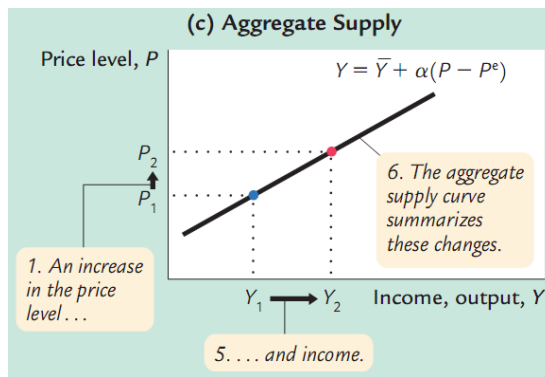 (c) Aggregate Supply
Price level, P
Y = Ȳ + α(P − Pᵉ)
P₂
P₁
6. The aggregate
supply curve
summarizes
these changes.
1. An increase
in the price
level . . .
Y₁
Y₂
Income, output, Y
5. . . . and income.